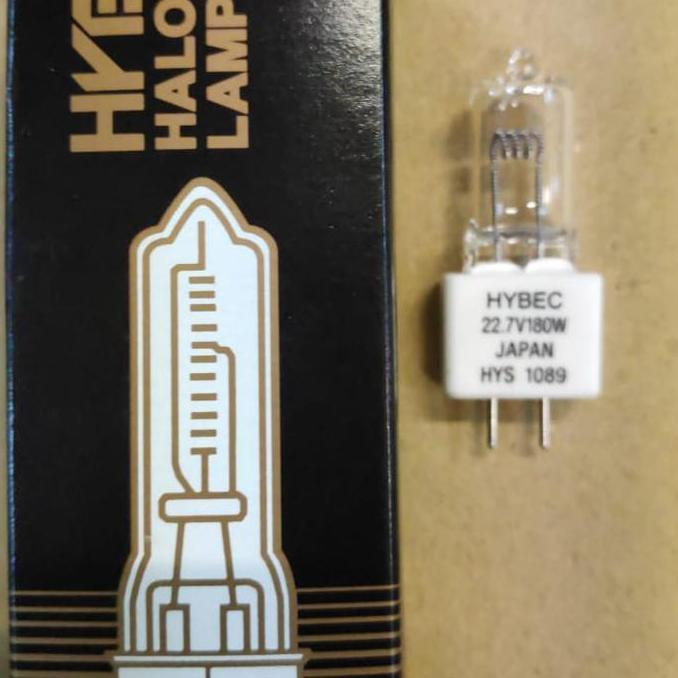 HALO
LAMP
HYBEC
22.7V180W
JAPAN
HYS 1089